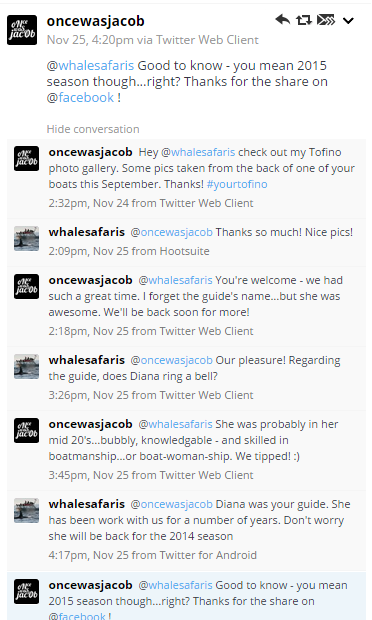 oncewasjacob
Nov 25, 4:20pm via Twitter Web Client
@whalesafaris Good to know - you mean 2015
season though...right? Thanks for the share on
@facebook !
Hide conversation
oncewasjacob Hey @whalesafaris check out my Tofino
photo gallery. Some pics taken from the back of one of your
boats this September. Thanks! #yourtofino
2:32pm, Nov 24 from Twitter Web Client
whalesafaris @oncewasjacob Thanks so much! Nice pics!
2:09pm, Nov 25 from Hootsuite
oncewasjacob @whalesafaris You're welcome - we had
such a great time. I forget the guide's name...but she was
awesome. We'll be back soon for more!
2:18pm, Nov 25 from Twitter Web Client
whalesafaris @oncewasjacob Our pleasure! Regarding
the guide, does Diana ring a bell?
3:26pm, Nov 25 from Twitter Web Client
oncewasjacob @whalesafaris She was probably in her
mid 20's...bubbly, knowledgable - and skilled in
boatmanship...or boat-woman-ship. We tipped! :)
3:45pm, Nov 25 from Twitter Web Client
whalesafaris @oncewasjacob Diana was your guide. She
has been work with us for a number of years. Don't worry
she will be back for the 2014 season
4:17pm, Nov 25 from Twitter for Android
oncewasjacob @whalesafaris Good to know - you mean
2015 season though...right? Thanks for the share on
@facebook !